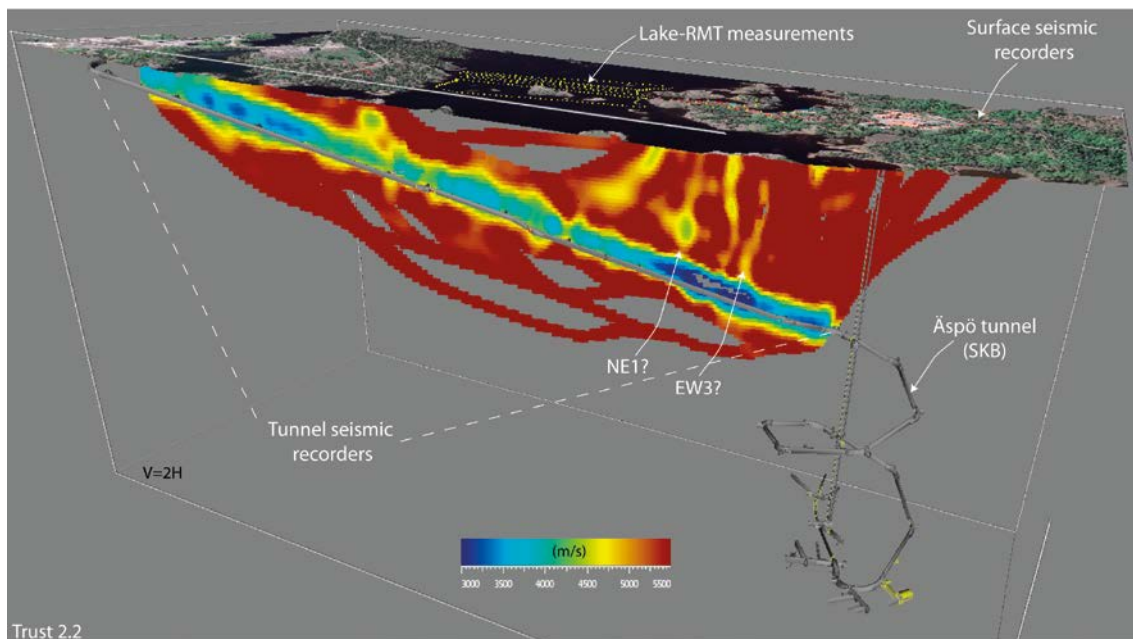 Lake-RMT measurements
Surface seismic
recorders
NE1?
EW3?
Äspö tunnel
(SKB)
Tunnel seismic
recorders
V=2H
(m/s)
3000 3500 4000 4500 5000 5500
Trust 2.2